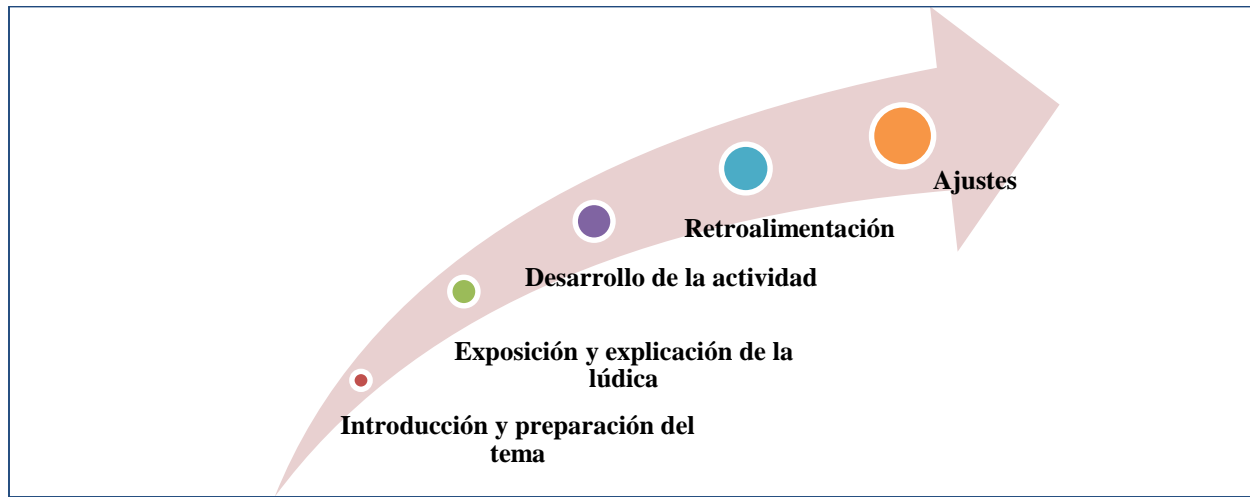 Ajustes
Retroalimentación
Desarrollo de la actividad
Exposición y explicación de la
lúdica
Introducción y preparación del
tema